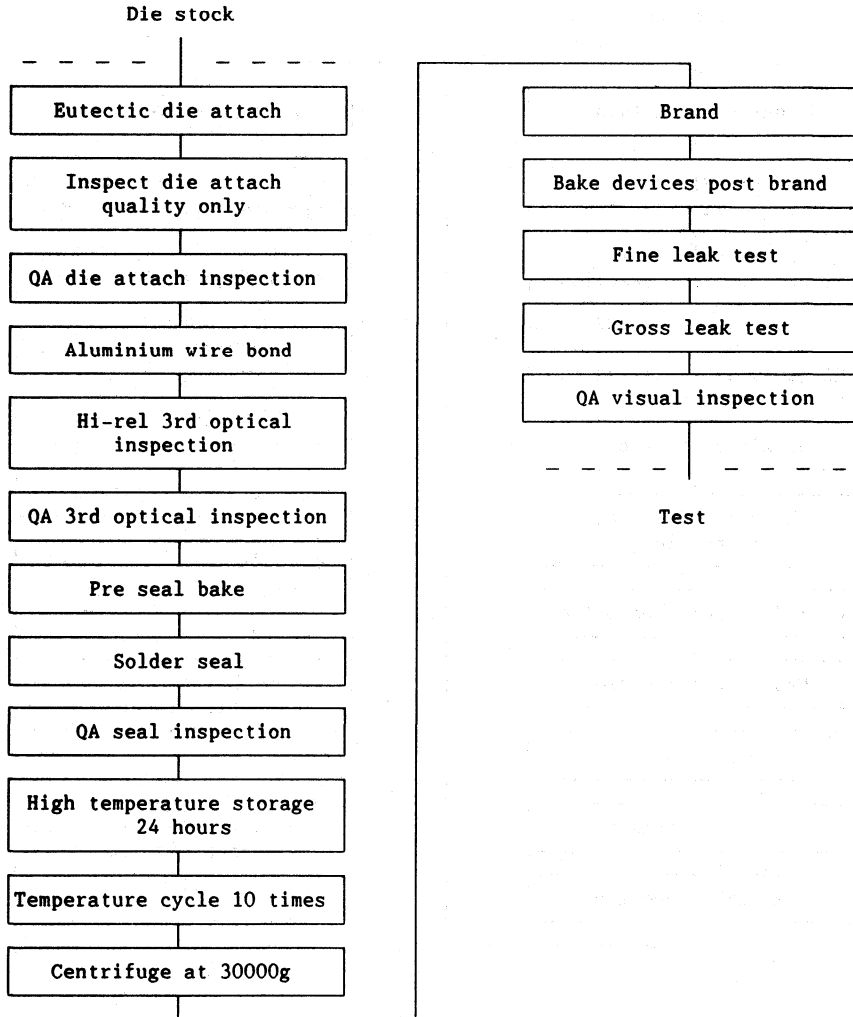 Die stock
Eutectic die attach
Inspect die attach
quality only
QA die attach inspection
Aluminium wire bond
Hi-rel 3rd optical
inspection
QA 3rd optical inspection
Pre seal bake
Solder seal
QA seal inspection
High temperature storage
24 hours
Temperature cycle 10 times
Centrifuge at 30000g
Brand
Bake devices post brand
Fine leak test
Gross leak test
QA visual inspection
Test